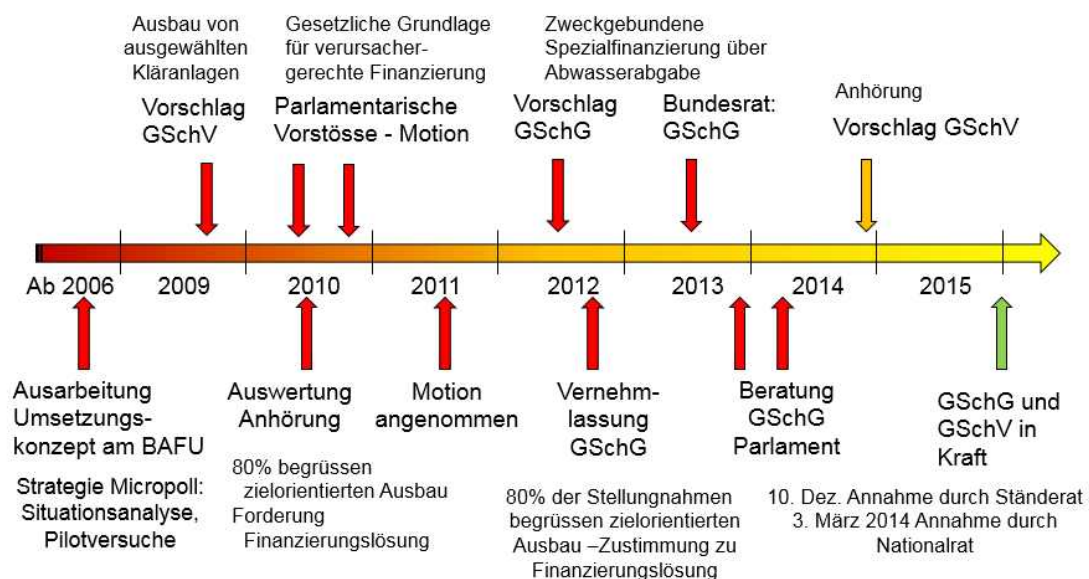 Ausbau von
ausgewählten
Kläranlagen
Vorschlag
GSchV
Gesetzliche Grundlage
für verursacher-
gerechte Finanzierung
Parlamentarische
Vorstösse - Motion
Zweckgebundene
Spezialfinanzierung über
Abwasserabgabe
Vorschlag
GSchG
Bundesrat:
GSchG
Anhörung
Vorschlag GSchV
Ab 2006 2009 2010 2011 2012 2013 2014 2015
Ausarbeitung
Umsetzungs-
konzept am BAFU
Strategie Micropoll:
Situationsanalyse,
Pilotversuche
Auswertung
Anhörung
80% begrüssen
zielorientierten Ausbau
Forderung
Finanzierungslösung
Motion
angenommen
Vernehm-
lassung
GSchG
80% der Stellungnahmen
begrüssen zielorientierten
Ausbau –Zustimmung zu
Finanzierungslösung
Beratung
GSchG
Parlament
10. Dez. Annahme durch Ständerat
3. März 2014 Annahme durch
Nationalrat
GSchG und
GSchV in
Kraft